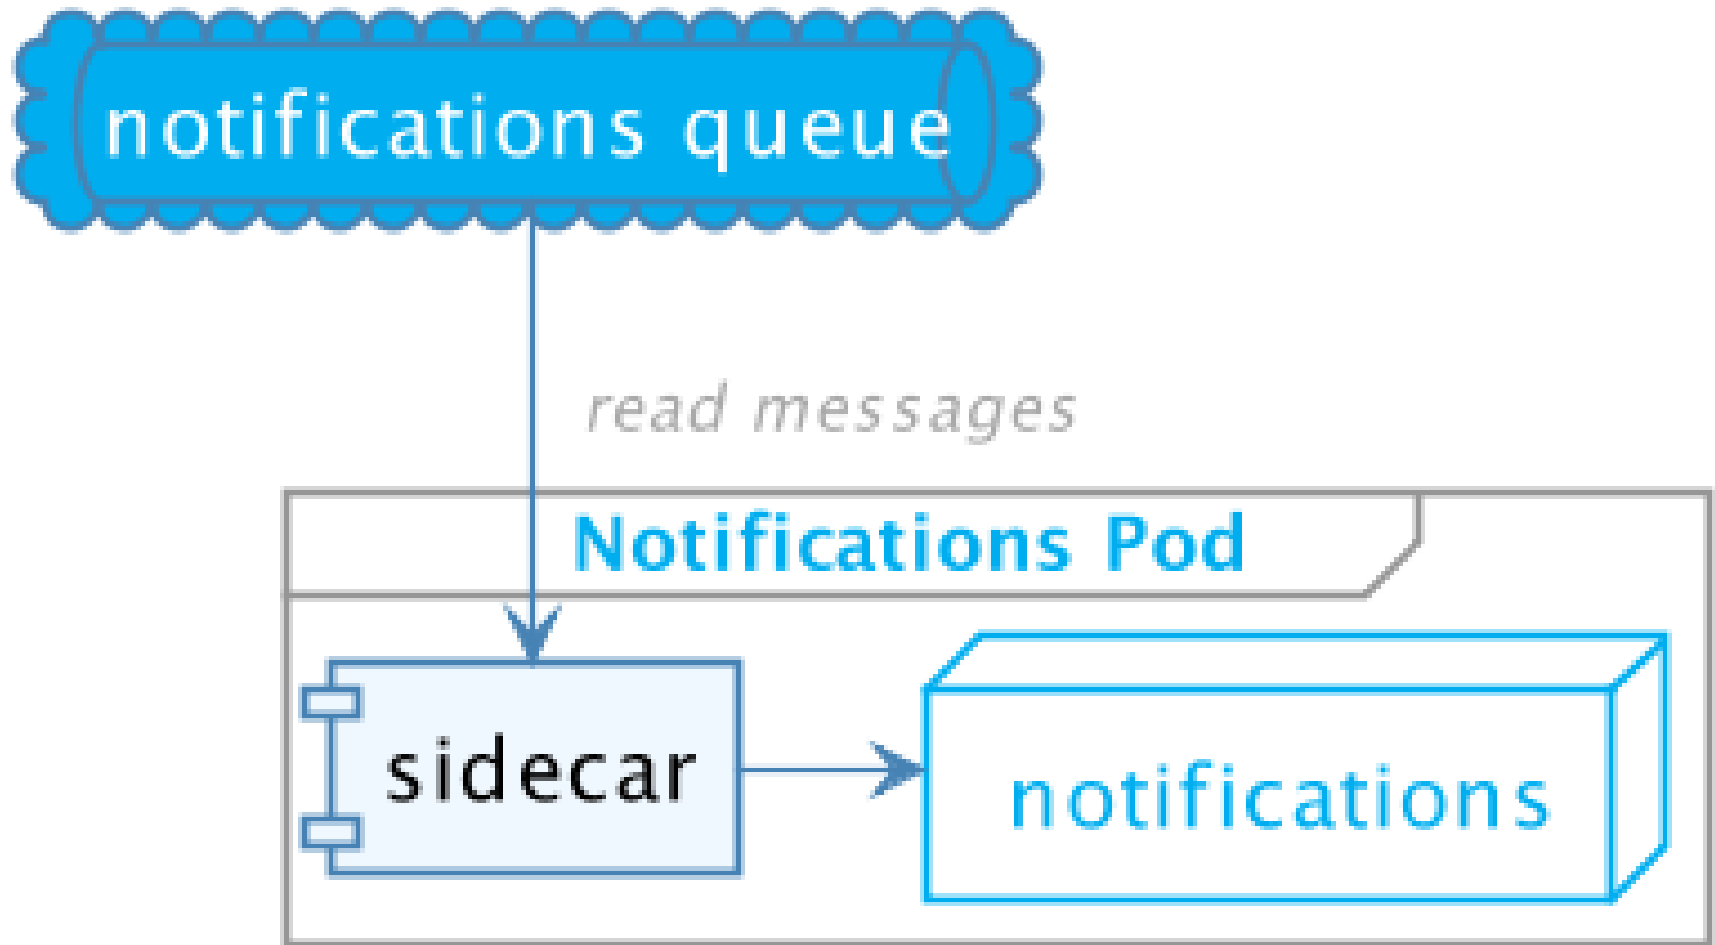 notifications queue
read messages
Notifications Pod
sidecar
notifications